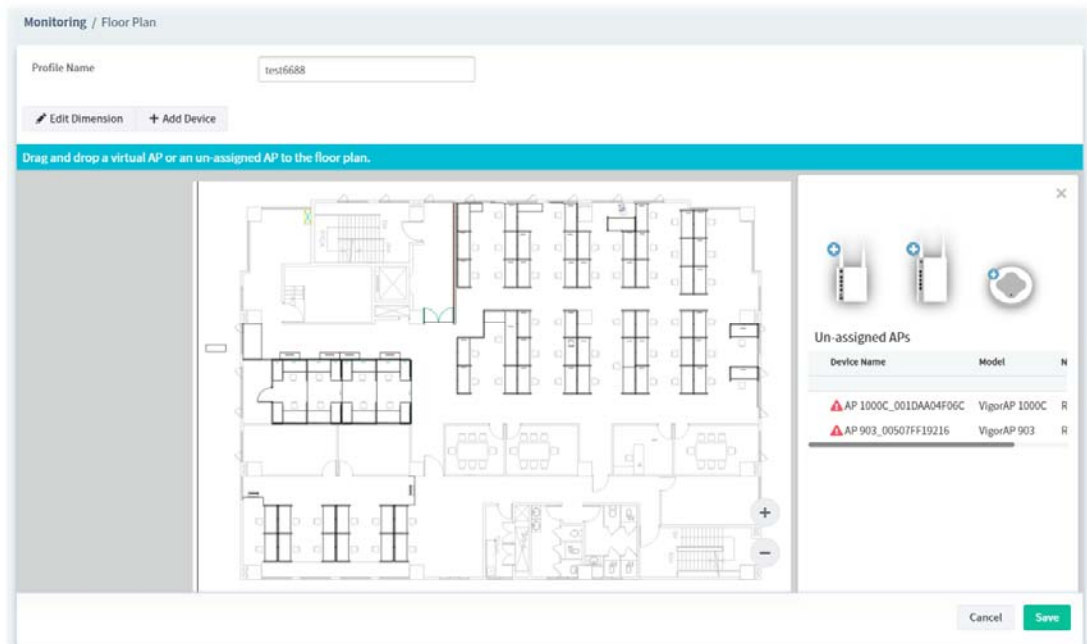 Monitoring / Floor Plan
Profile Name
test6688
Edit Dimension + Add Device
Drag and drop a virtual AP or an un-assigned AP to the floor plan.
×
Un-assigned APs
Device Name Model N
AP 1000C_001DAA04F06C VigorAP 1000C R
AP 903_00507FF19216 VigorAP 903 R
+
−
Cancel Save